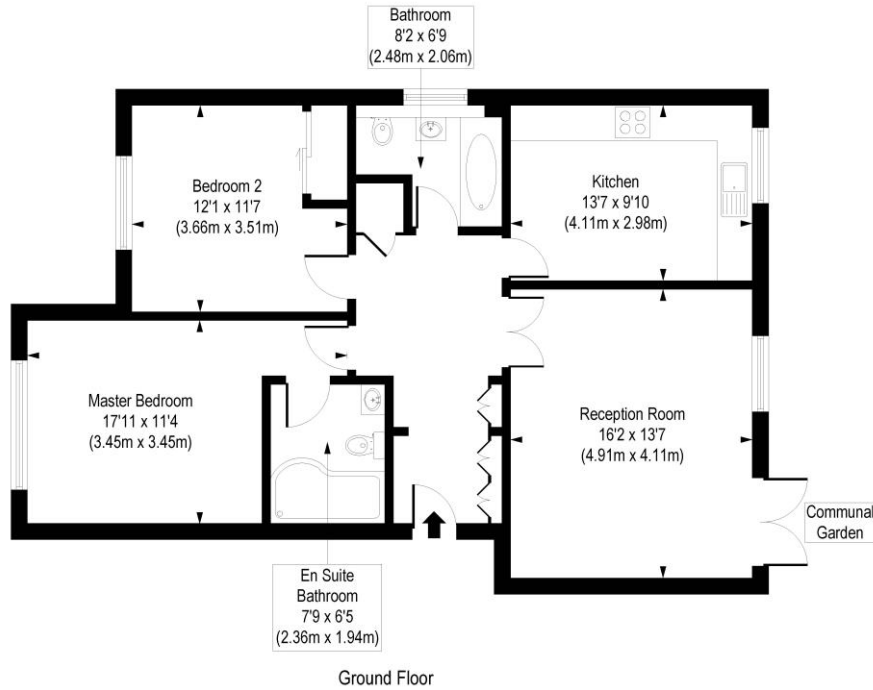 Bathroom
8'2 x 6'9
(2.48m x 2.06m)
Bedroom 2
12'1 x 11'7
(3.66m x 3.51m)
Kitchen
13'7 x 9'10
(4.11m x 2.98m)
Master Bedroom
17'11 x 11'4
(3.45m x 3.45m)
Reception Room
16'2 x 13'7
(4.91m x 4.11m)
Communal
Garden
En Suite
Bathroom
7'9 x 6'5
(2.36m x 1.94m)
Ground Floor